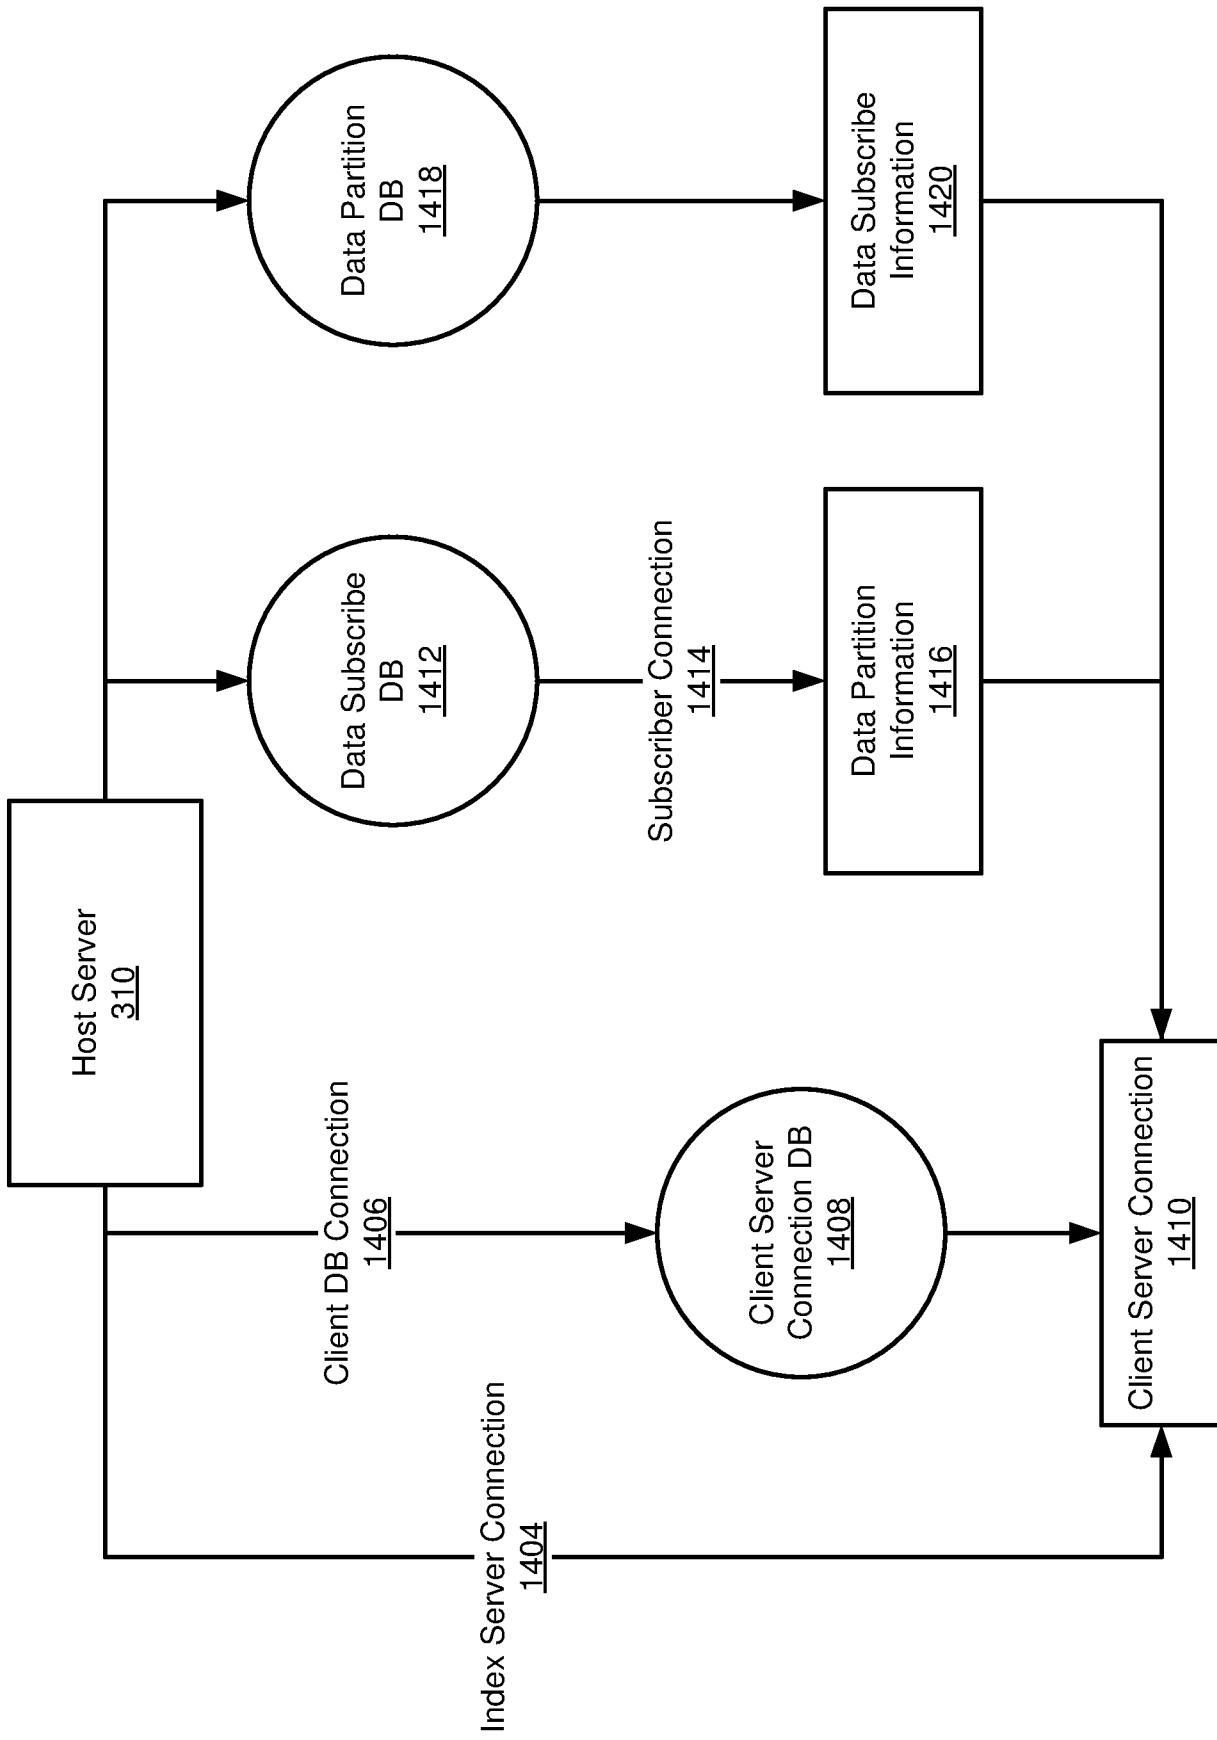 Host Server
310
Index Server Connection
1404
Client DB Connection
1406
Client Server
Connection DB
1408
Client Server Connection
1410
Data Subscribe
DB
1412
Subscriber Connection
1414
Data Partition
Information
1416
Data Partition
DB
1418
Data Subscribe
Information
1420